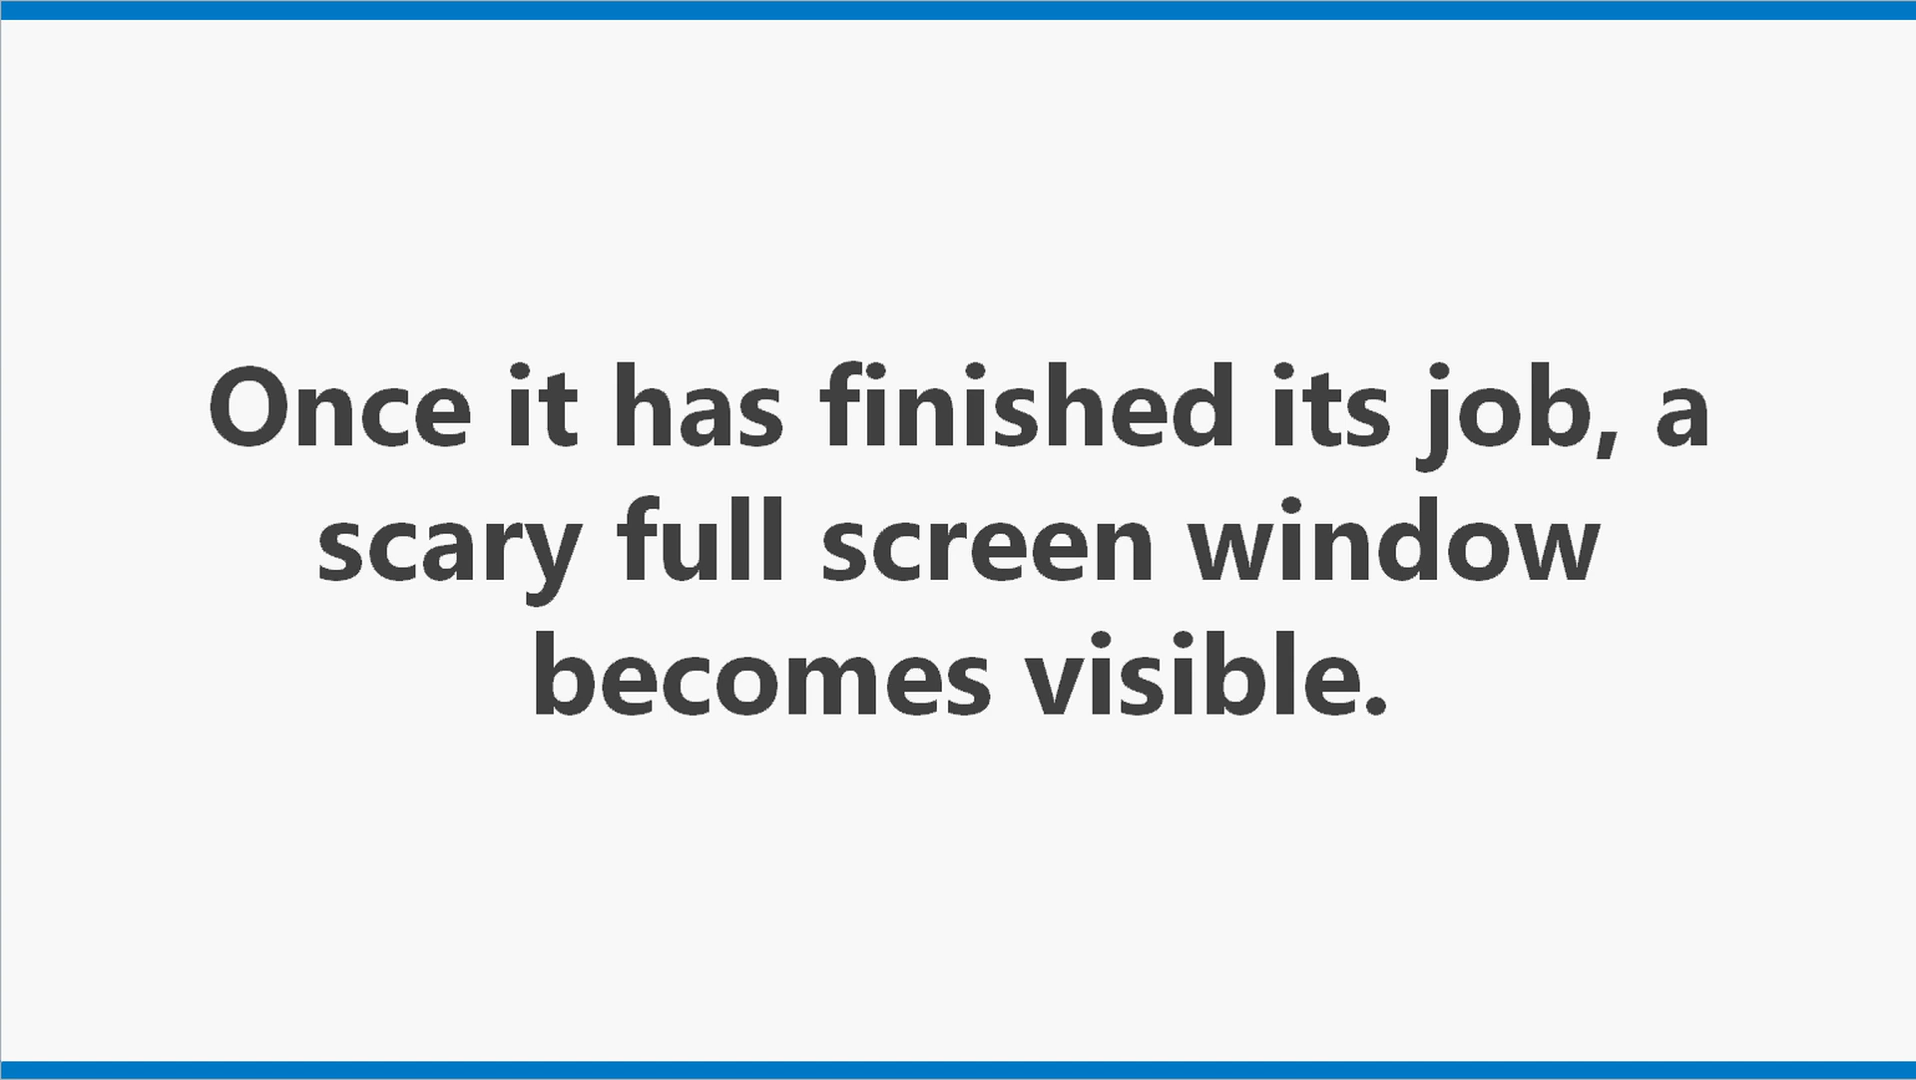 Once it has finished its job, a
scary full screen window
becomes visible.